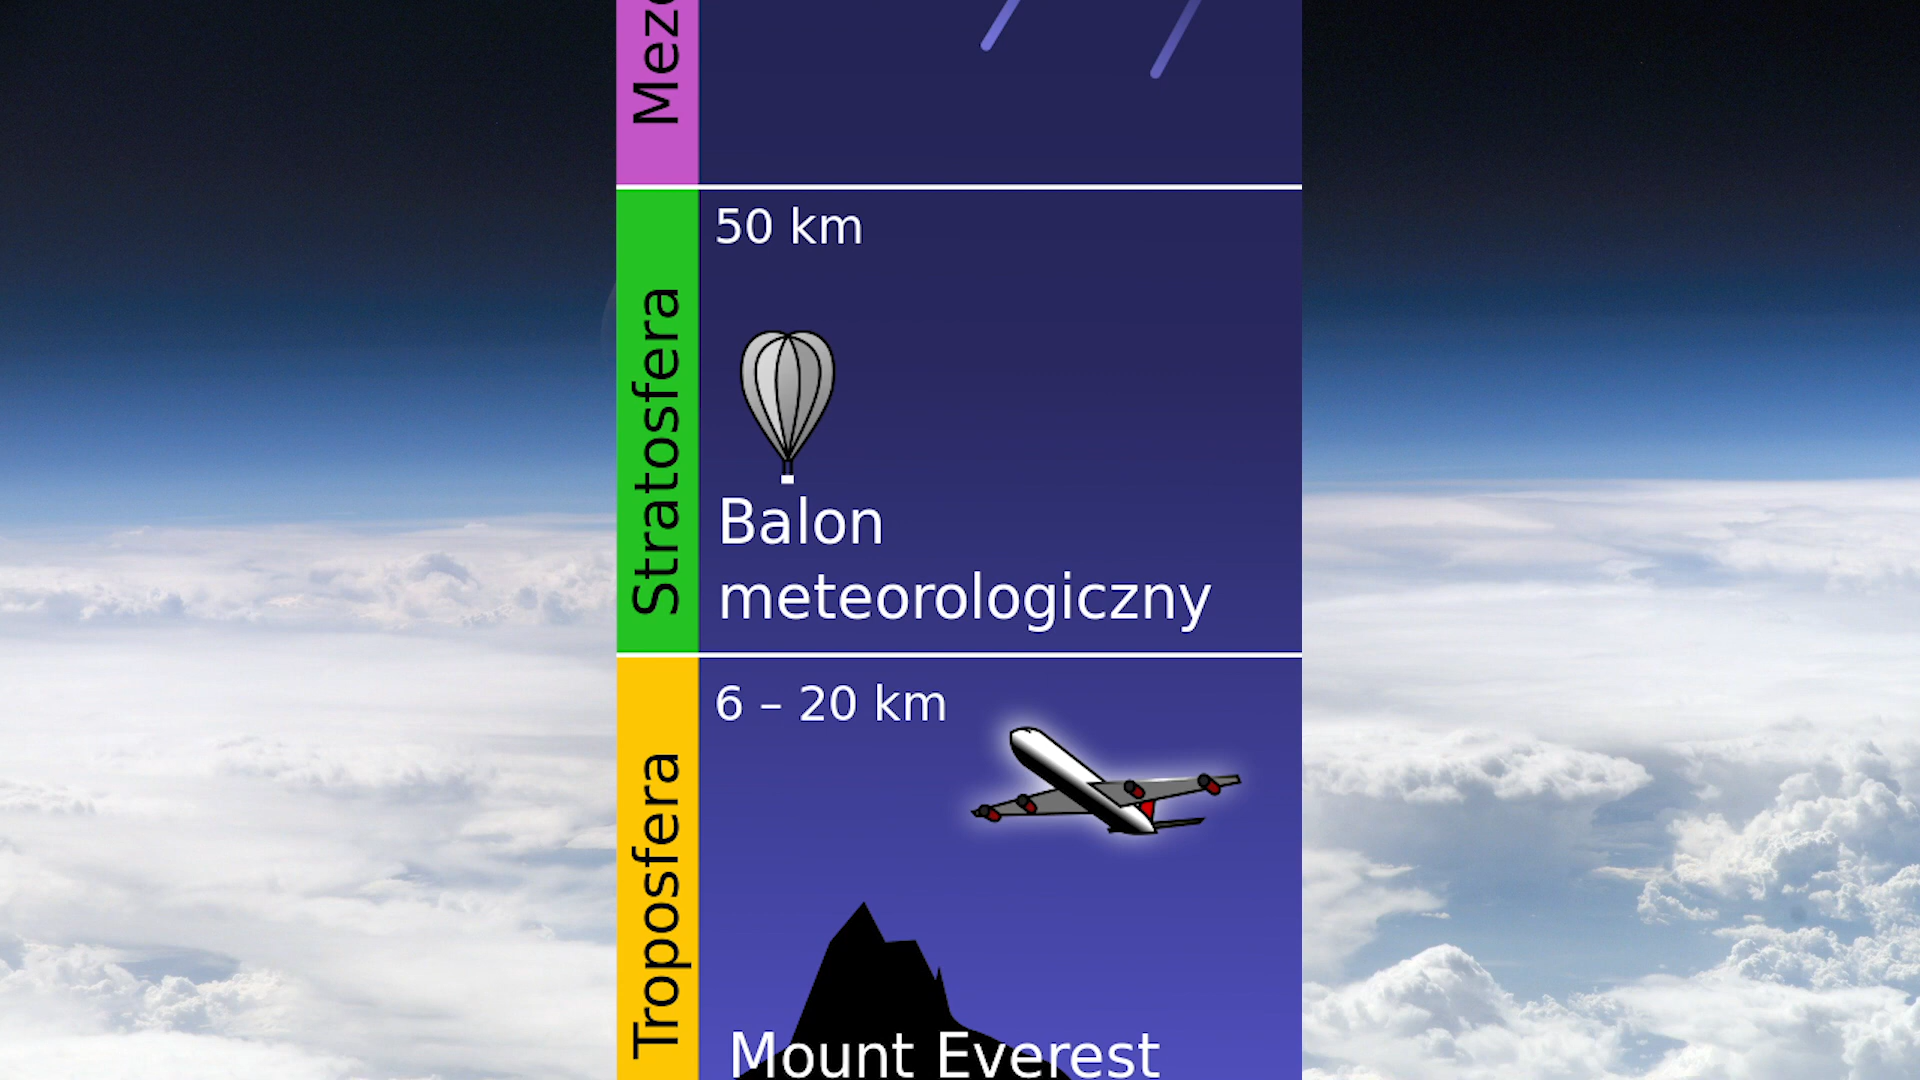 50 km
Stratosfera
Balon
meteorologiczny
6 – 20 km
Troposfera
Mount Everest